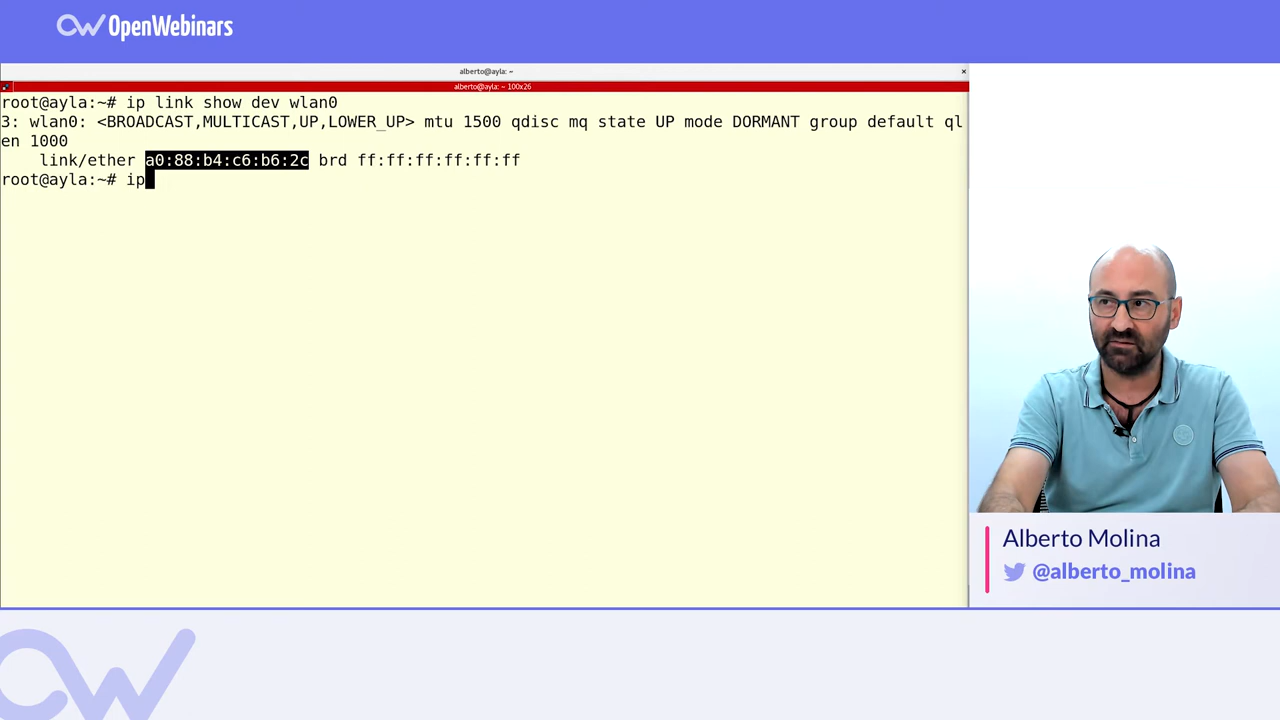 OpenWebinars
alberto@ayla: ~
×
alberto@ayla: ~ 100x26
root@ayla:~# ip link show dev wlan0
3: wlan0: <BROADCAST,MULTICAST,UP,LOWER_UP> mtu 1500 qdisc mq state UP mode DORMANT group default ql
en 1000
    link/ether a0:88:b4:c6:b6:2c brd ff:ff:ff:ff:ff:ff
root@ayla:~# ip
Alberto Molina
@alberto_molina